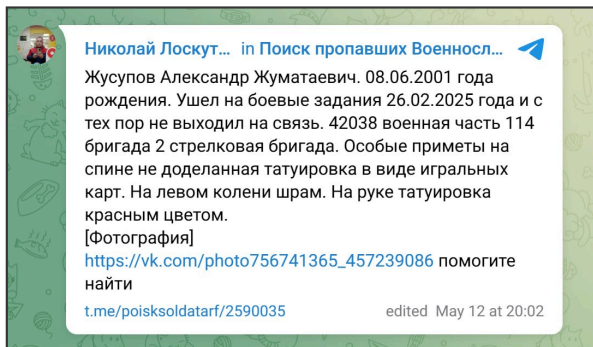 Николай Лоскут... in Поиск пропавших Военносл...
Жусупов Александр Жуматаевич. 08.06.2001 года
рождения. Ушел на боевые задания 26.02.2025 года и с
тех пор не выходил на связь. 42038 военная часть 114
бригада 2 стрелковая бригада. Особые приметы на
спине не доделанная татуировка в виде игральных
карт. На левом колени шрам. На руке татуировка
красным цветом.
[Фотография]
https://vk.com/photo756741365_457239086 помогите
найти
t.me/poisksoldatarf/2590035 edited May 12 at 20:02